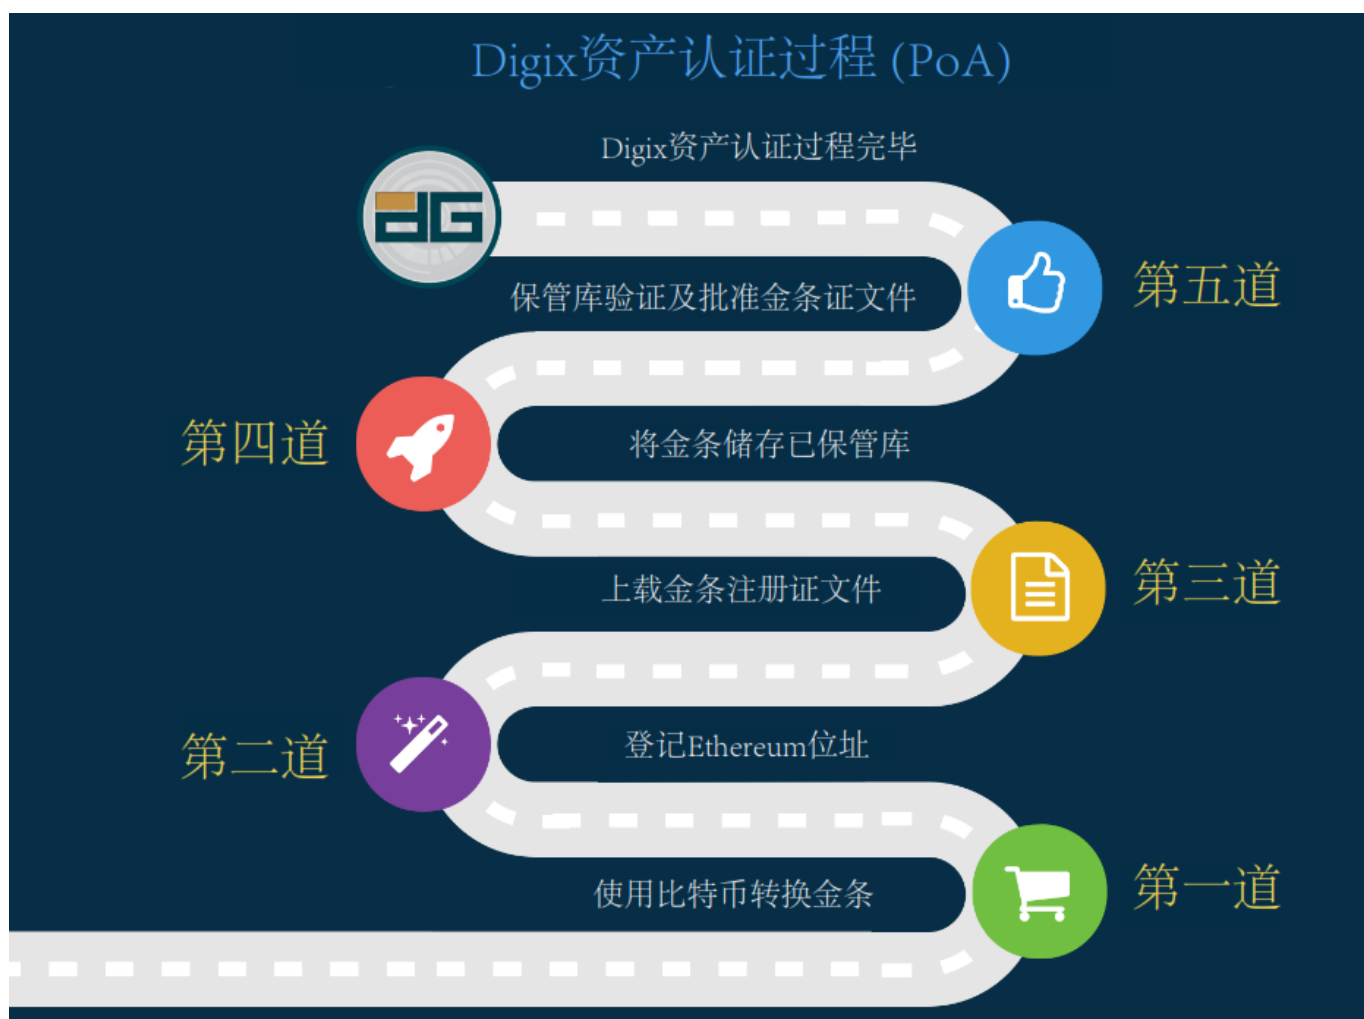 Digix资产认证过程 (PoA)
Digix资产认证过程完毕
dG
第五道
保管库验证及批准金条证文件
第四道
将金条储存已保管库
第三道
上载金条注册证文件
第二道
登记Ethereum位址
第一道
使用比特币转换金条